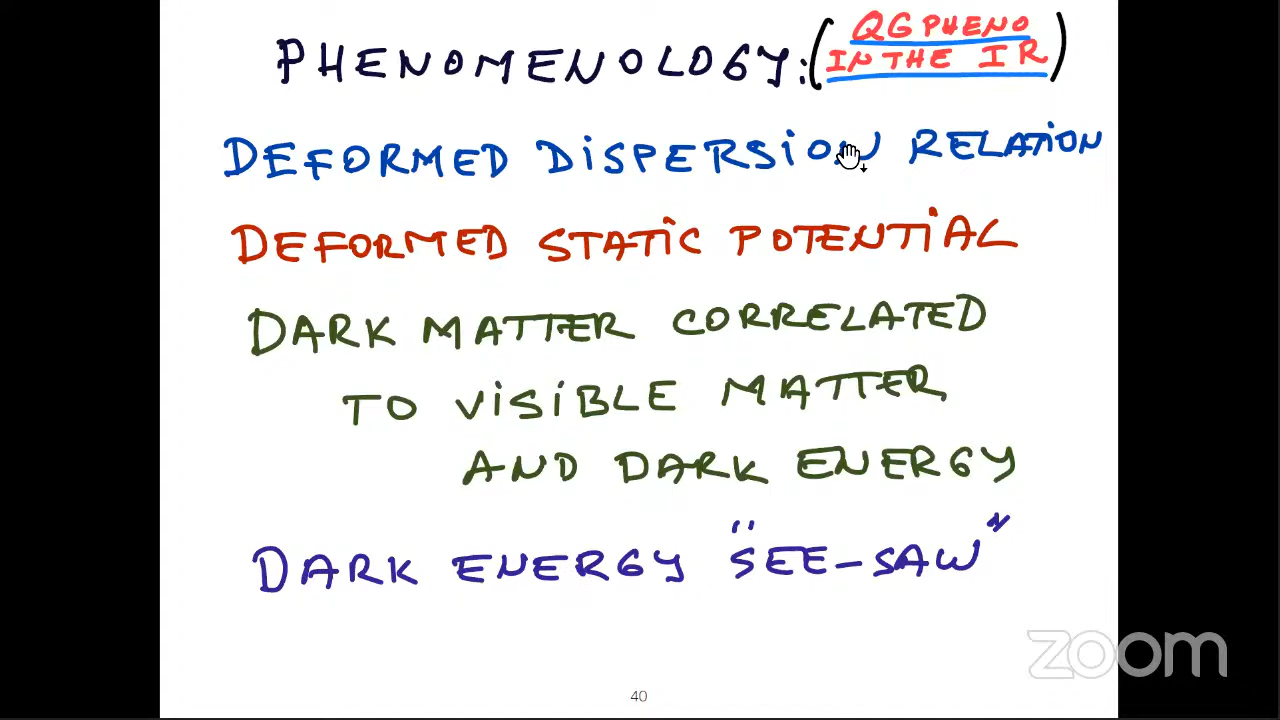 PHENOMENOLOGY: (QG PHENO
IN THE IR)
DEFORMED DISPERSION RELATION
DEFORMED STATIC POTENTIAL
DARK MATTER CORRELATED
TO VISIBLE MATTER
AND DARK ENERGY
DARK ENERGY "SEE-SAW"
zoom
40